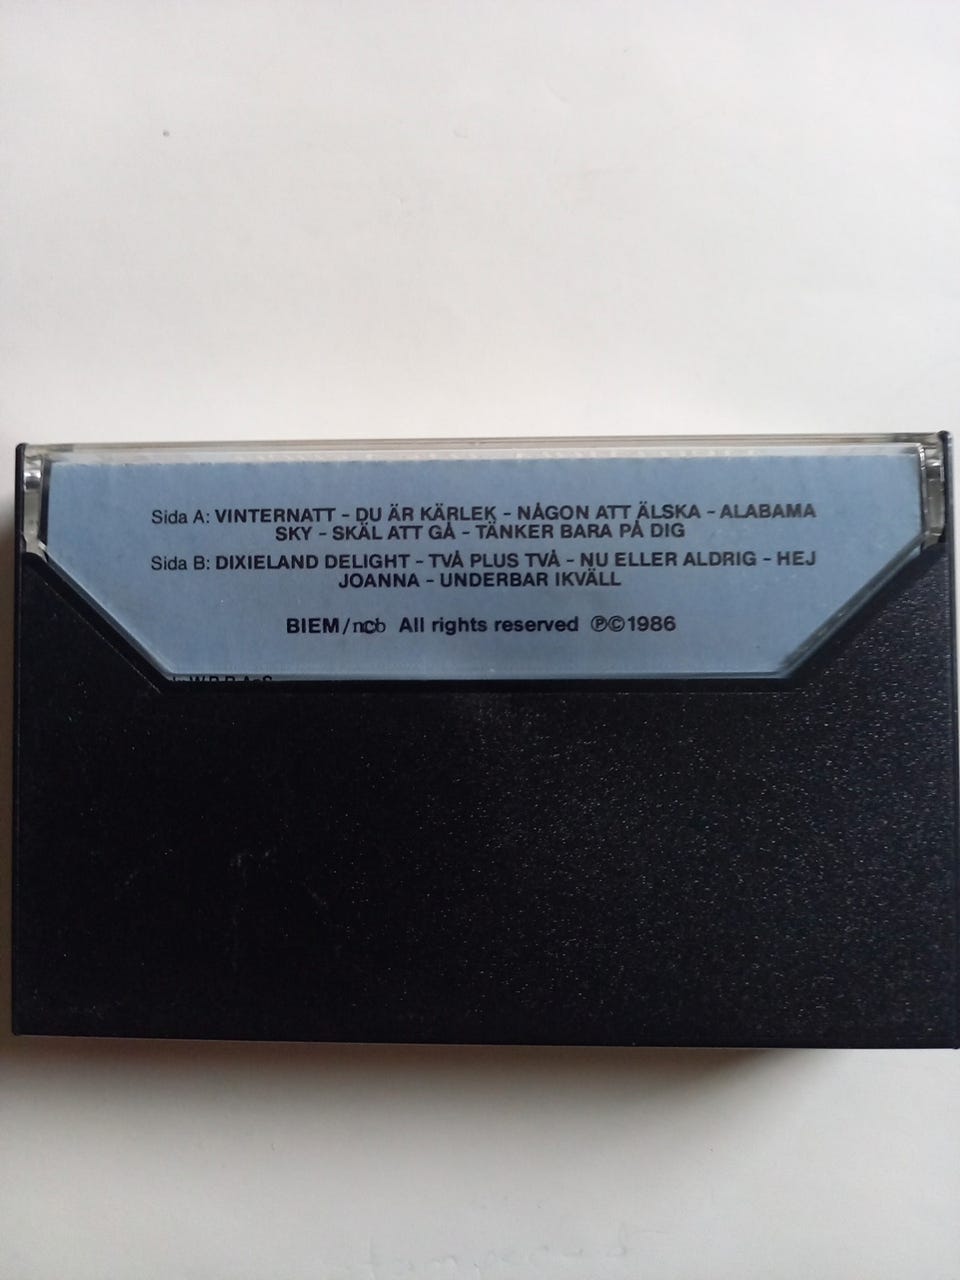 Sida A: VINTERNATT – DU ÄR KÄRLEK – NÅGON ATT ÄLSKA – ALABAMA
SKY – SKÄL ATT GÅ – TÄNKER BARA PÅ DIG
Sida B: DIXIELAND DELIGHT – TVÅ PLUS TVÅ – NU ELLER ALDRIG – HEJ
JOANNA – UNDERBAR IKVÄLL
BIEM/ncb All rights reserved ℗©1986